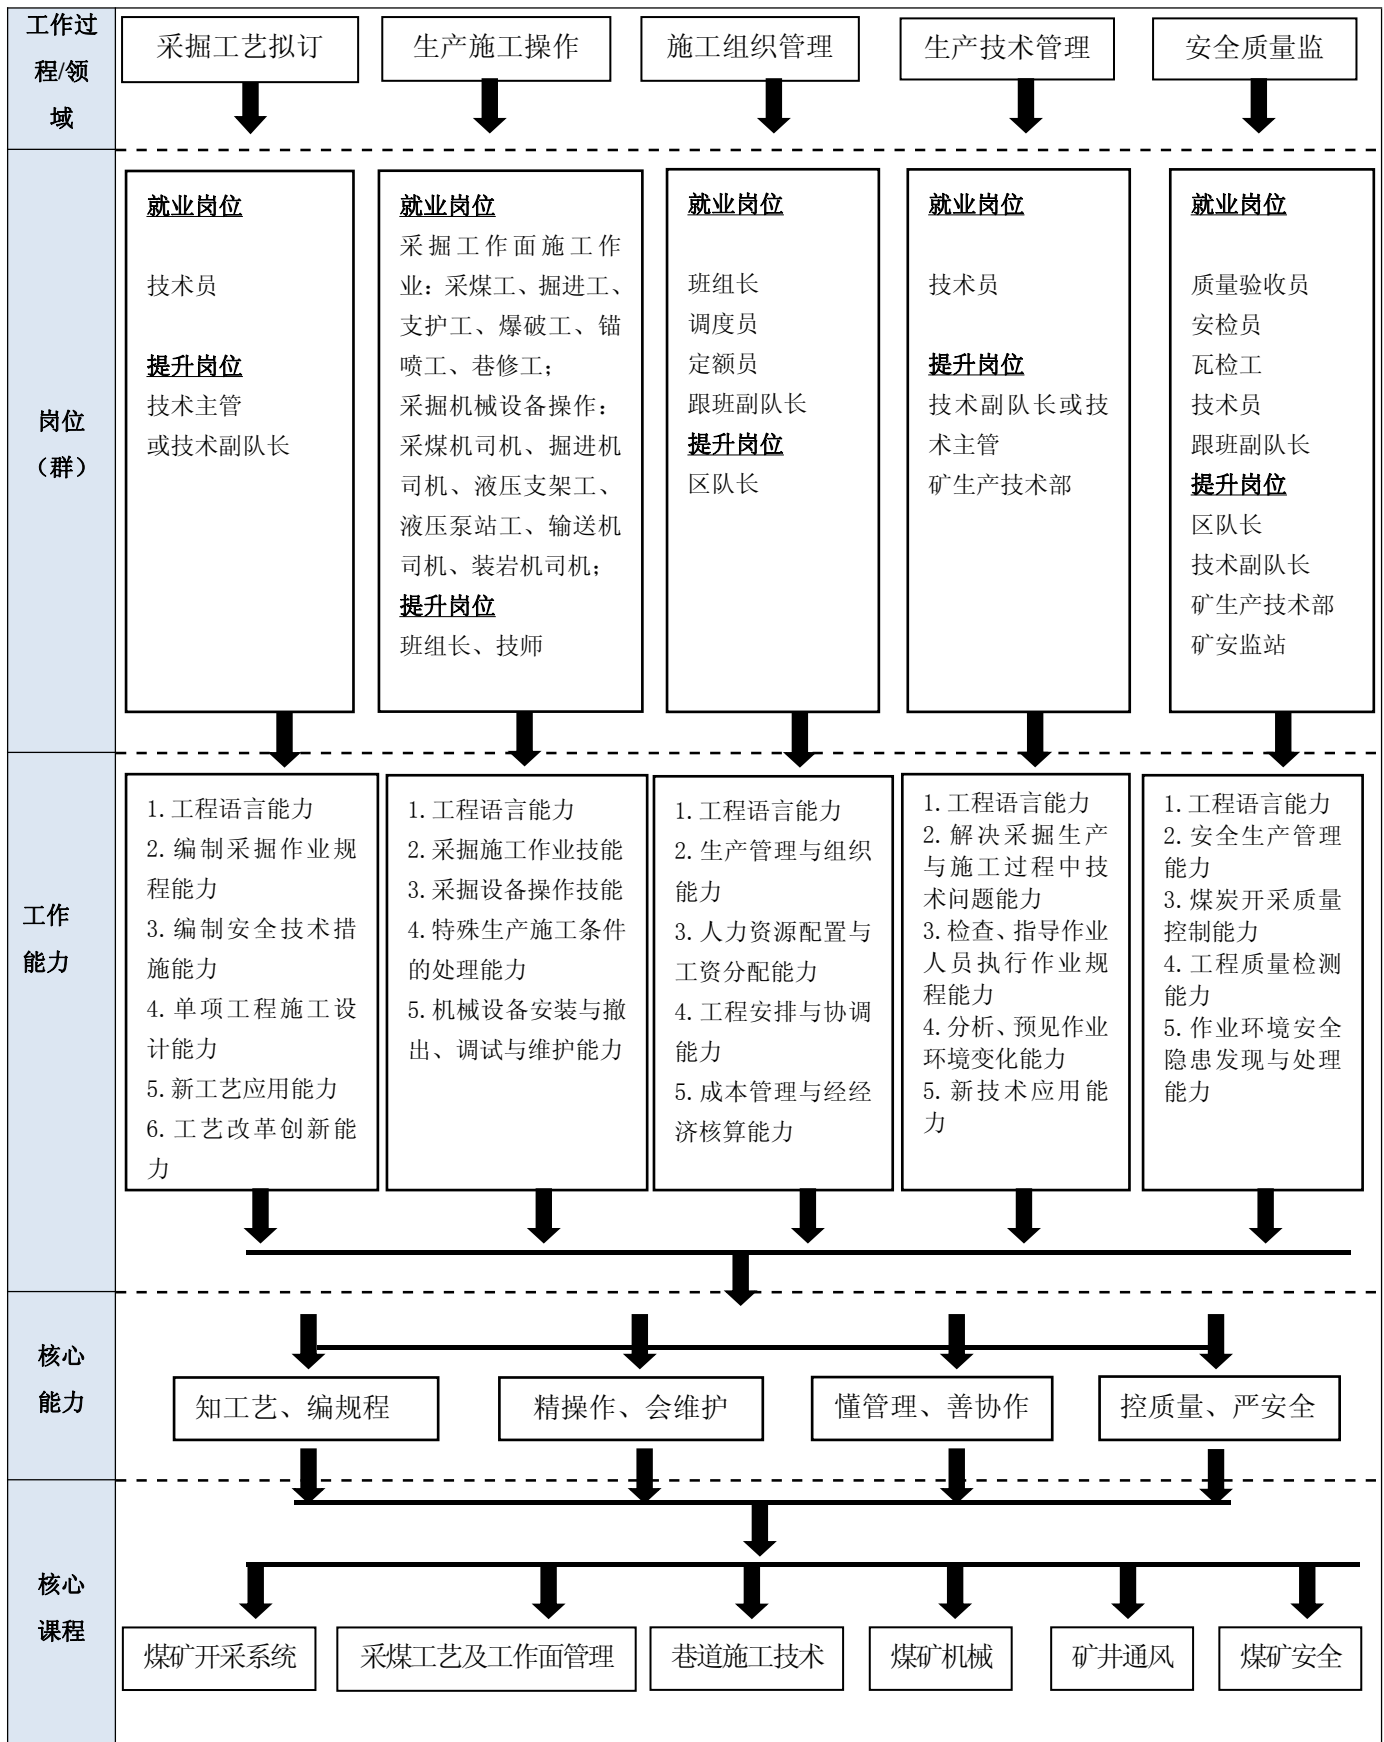 工作过
程/领
域
采掘工艺拟订
生产施工操作
施工组织管理
生产技术管理
安全质量监
岗位
（群）
就业岗位
技术员
提升岗位
技术主管
或技术副队长
就业岗位
采掘工作面施工作
业：采煤工、掘进工、
支护工、爆破工、锚
喷工、巷修工；
采掘机械设备操作：
采煤机司机、掘进机
司机、液压支架工、
液压泵站工、输送机
司机、装岩机司机；
提升岗位
班组长、技师
就业岗位
班组长
调度员
定额员
跟班副队长
提升岗位
区队长
就业岗位
技术员
提升岗位
技术副队长或技
术主管
矿生产技术部
就业岗位
质量验收员
安检员
瓦检工
技术员
跟班副队长
提升岗位
区队长
技术副队长
矿生产技术部
矿安监站
工作
能力
1.工程语言能力
2.编制采掘作业规
程能力
3.编制安全技术措
施能力
4.单项工程施工设
计能力
5.新工艺应用能力
6.工艺改革创新能
力
1.工程语言能力
2.采掘施工作业技能
3.采掘设备操作技能
4.特殊生产施工条件
的处理能力
5.机械设备安装与撤
出、调试与维护能力
1.工程语言能力
2.生产管理与组织
能力
3.人力资源配置与
工资分配能力
4.工程安排与协调
能力
5.成本管理与经经
济核算能力
1.工程语言能力
2.解决采掘生产
与施工过程中技
术问题能力
3.检查、指导作业
人员执行作业规
程能力
4.分析、预见作业
环境变化能力
5.新技术应用能
力
1.工程语言能力
2.安全生产管理
能力
3.煤炭开采质量
控制能力
4.工程质量检测
能力
5.作业环境安全
隐患发现与处理
能力
核心
能力
知工艺、编规程
精操作、会维护
懂管理、善协作
控质量、严安全
核心
课程
煤矿开采系统
采煤工艺及工作面管理
巷道施工技术
煤矿机械
矿井通风
煤矿安全